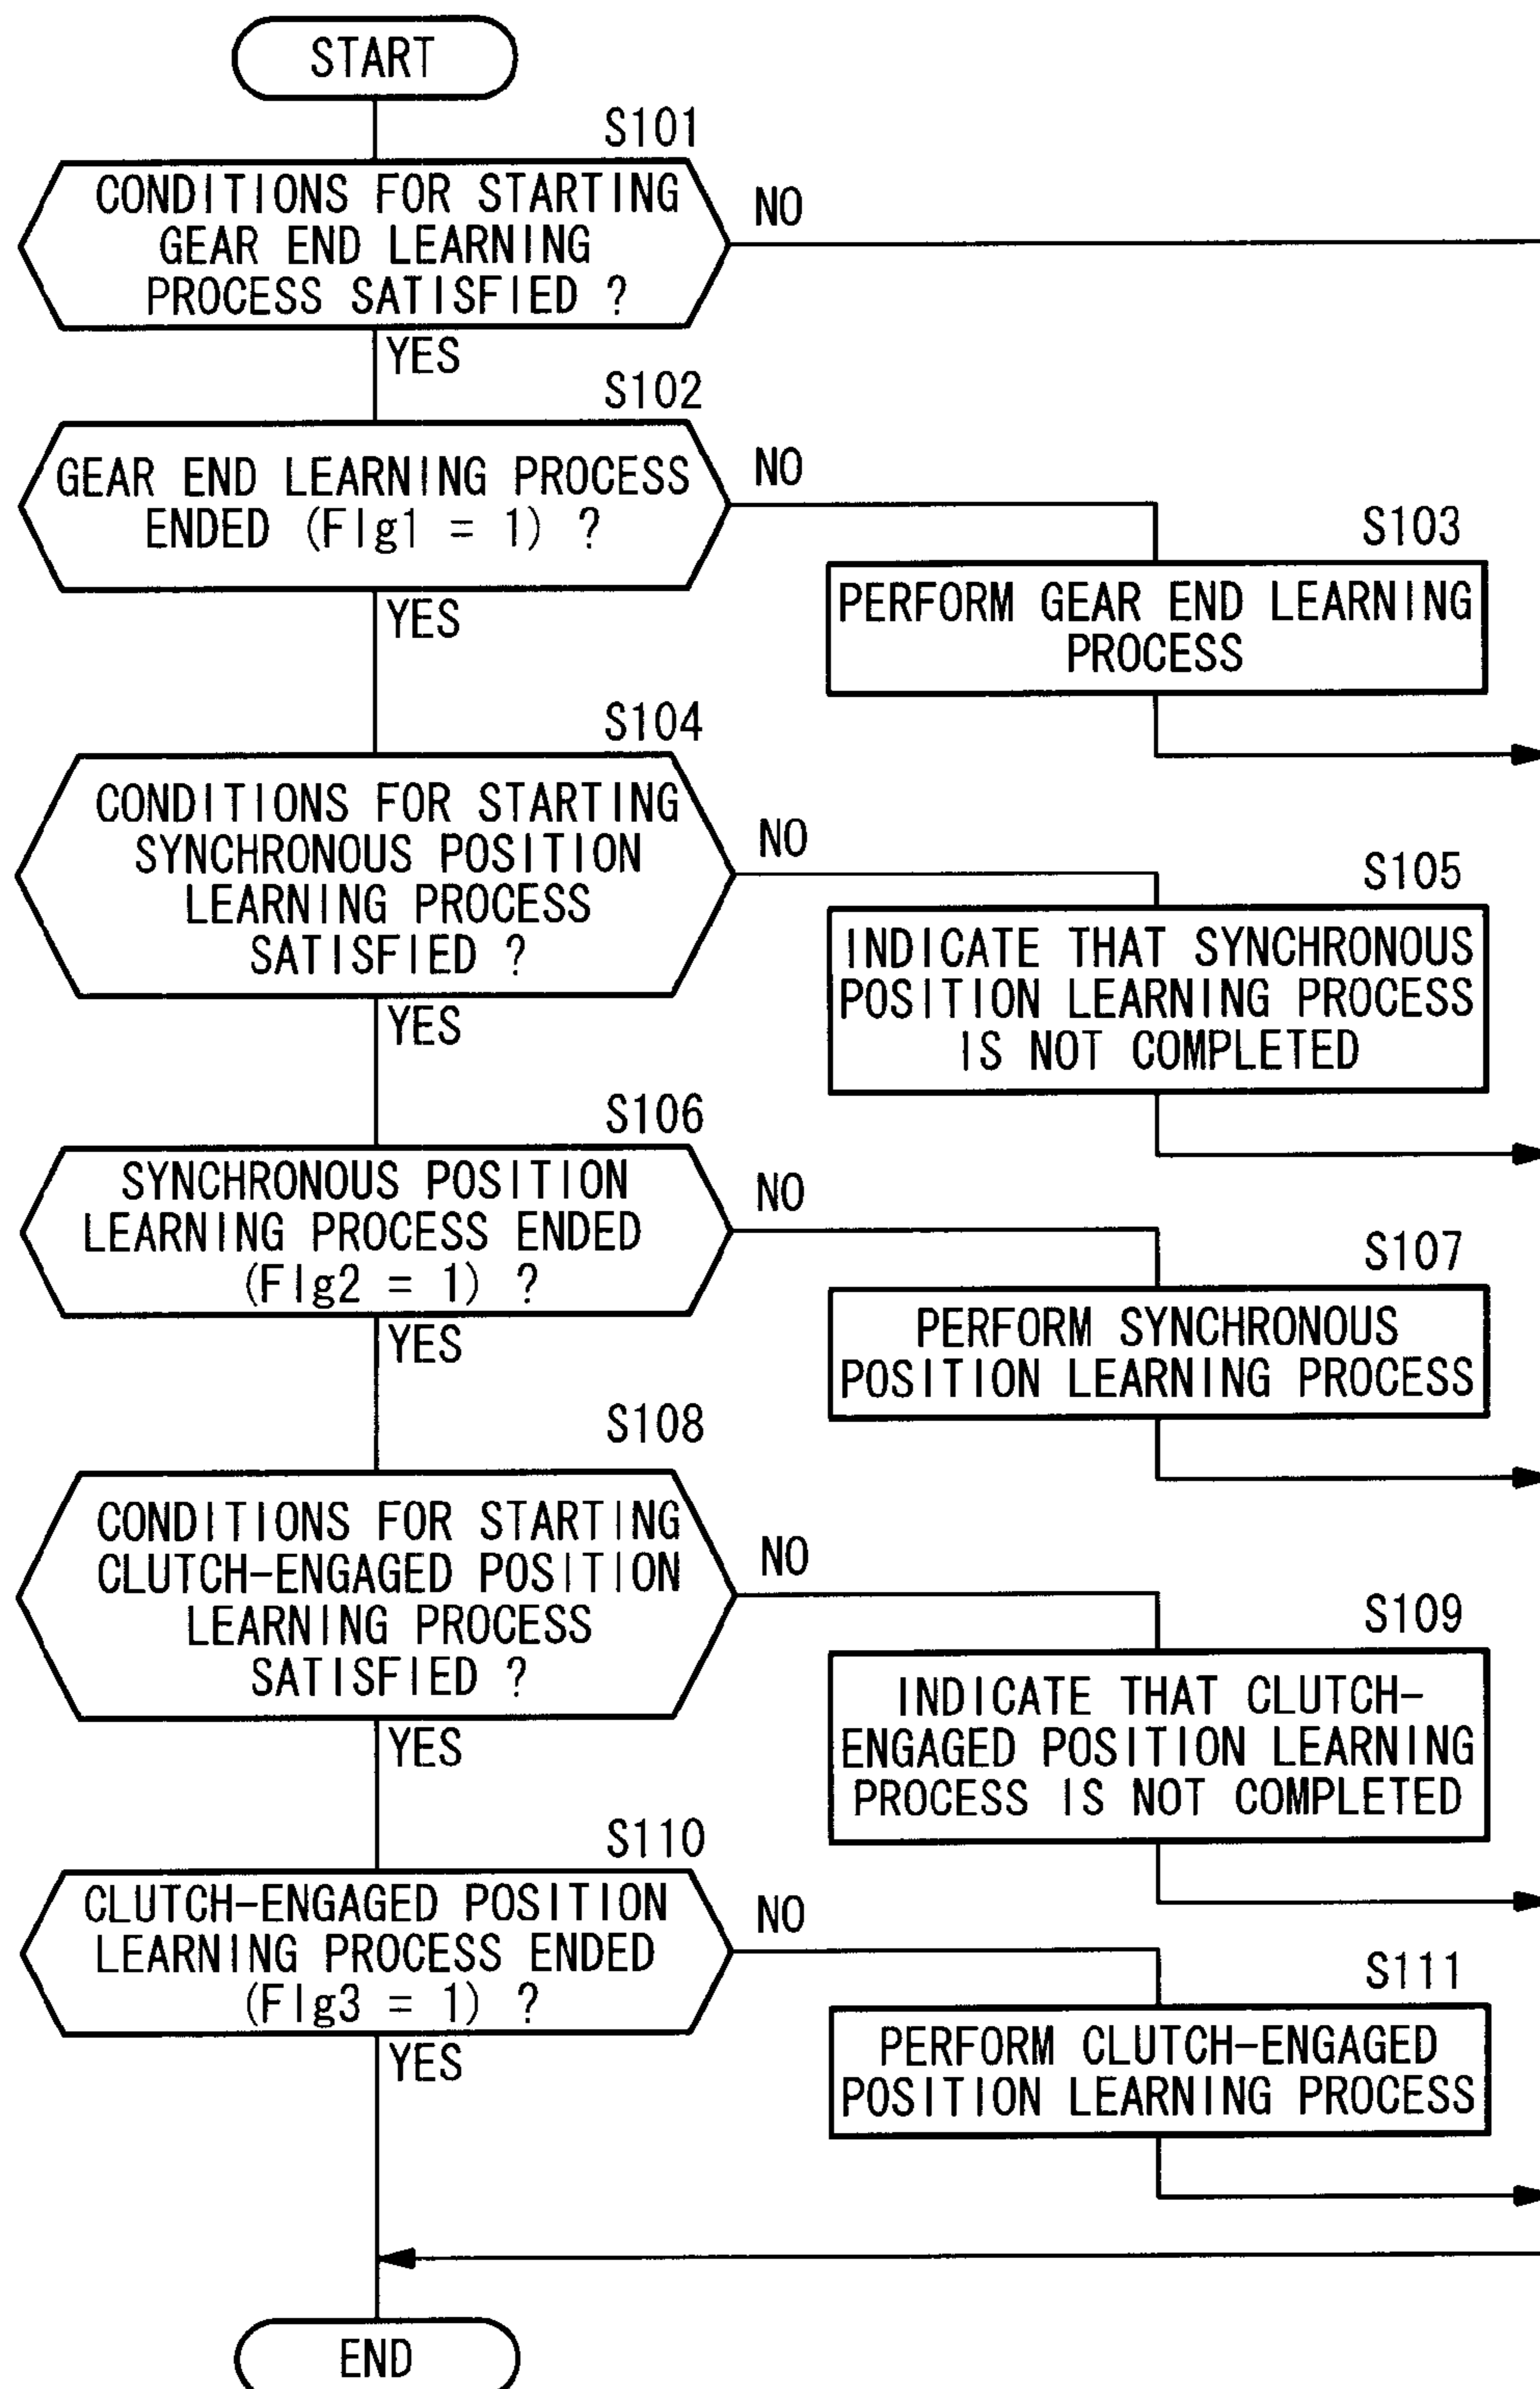 START
S101
CONDITIONS FOR STARTING
GEAR END LEARNING
PROCESS SATISFIED ?
NO
YES
S102
GEAR END LEARNING PROCESS
ENDED (Flg1 = 1) ?
NO
YES
S103
PERFORM GEAR END LEARNING
PROCESS
S104
CONDITIONS FOR STARTING
SYNCHRONOUS POSITION
LEARNING PROCESS
SATISFIED ?
NO
YES
S105
INDICATE THAT SYNCHRONOUS
POSITION LEARNING PROCESS
IS NOT COMPLETED
S106
SYNCHRONOUS POSITION
LEARNING PROCESS ENDED
(Flg2 = 1) ?
NO
YES
S107
PERFORM SYNCHRONOUS
POSITION LEARNING PROCESS
S108
CONDITIONS FOR STARTING
CLUTCH-ENGAGED POSITION
LEARNING PROCESS
SATISFIED ?
NO
YES
S109
INDICATE THAT CLUTCH-
ENGAGED POSITION LEARNING
PROCESS IS NOT COMPLETED
S110
CLUTCH-ENGAGED POSITION
LEARNING PROCESS ENDED
(Flg3 = 1) ?
NO
YES
S111
PERFORM CLUTCH-ENGAGED
POSITION LEARNING PROCESS
END